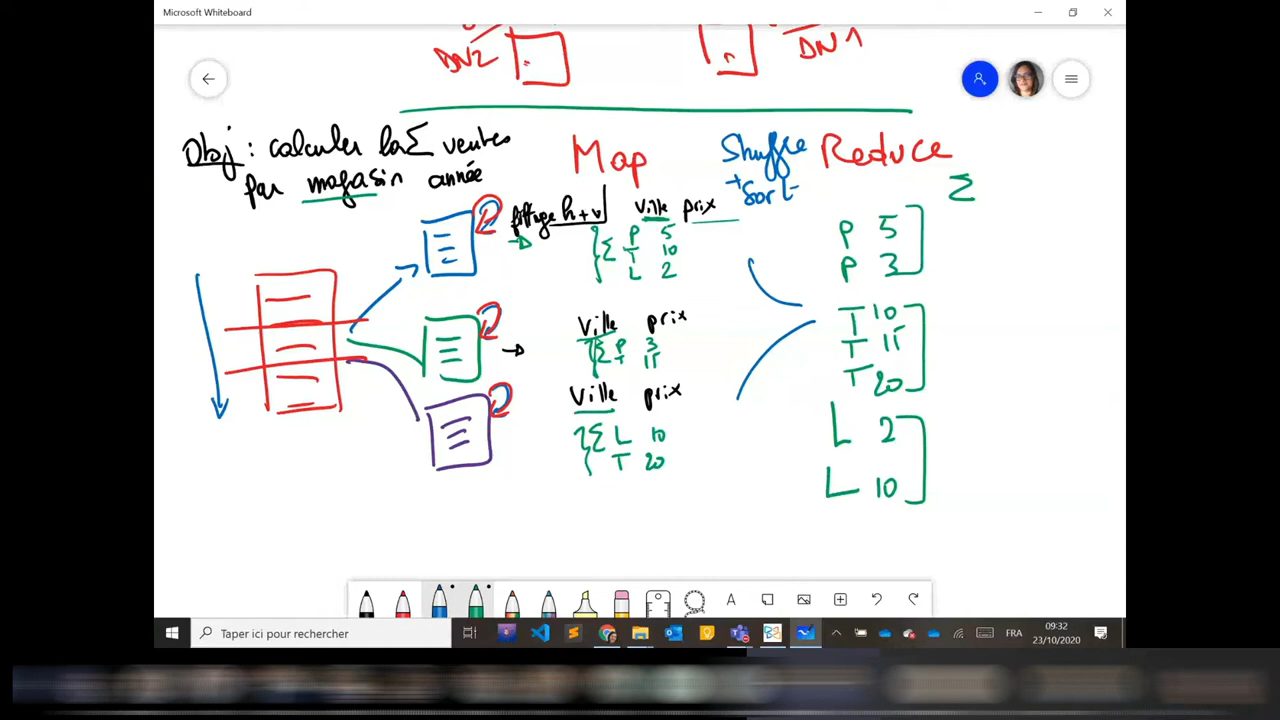 Microsoft Whiteboard
DN2
DN1
Obj : calculer la Σ ventes
par magasin année
Map
Shuffle
+ Sort
Reduce
Σ
filtrage h+v
ville prix
Σ P 5
T 10
L 2
Ville prix
Σ P 3
T 15
Ville prix
Σ L 10
T 20
P 5
P 3
T 10
T 15
T 20
L 2
L 10
A
Taper ici pour rechercher
FRA
09:32
23/10/2020